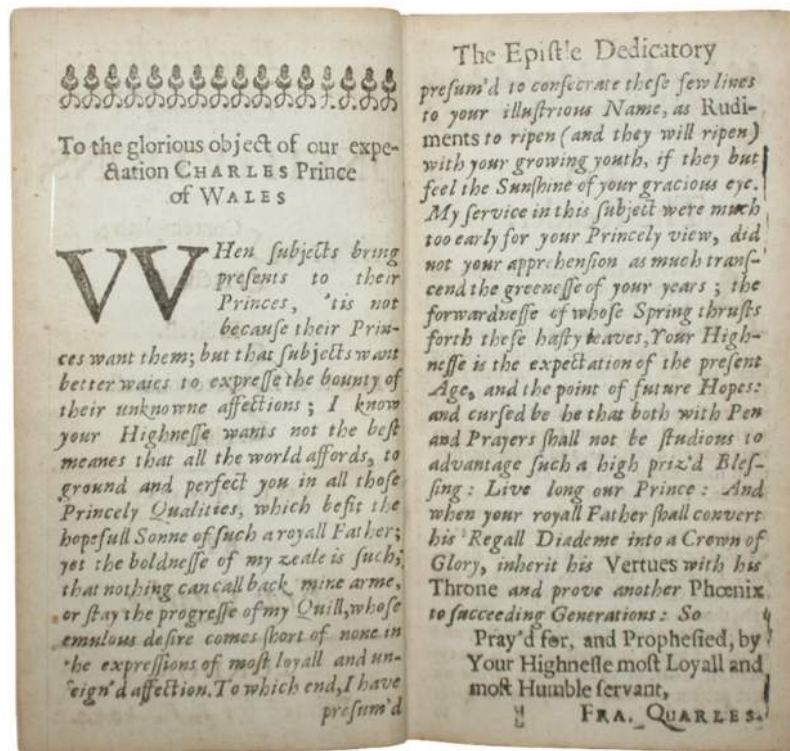 To the glorious object of our expe-
ctation CHARLES Prince
of WALES
WHen subjects bring
presents to their
Princes, 'tis not
because their Prin-
ces want them; but that subjects want
better waies to expresse the bounty of
their unknowne affections; I know
your Highnesse wants not the best
meanes that all the world affords, to
ground and perfect you in all those
Princely Qualities, which befit the
hopefull Sonne of such a royall Father;
yet the boldnesse of my zeale is such,
that nothing can call back mine arme,
or stay the progresse of my Quill, whose
emulous desire comes short of none in
the expressions of most loyall and un-
feign'd affection. To which end, I have
presum'd
The Epistle Dedicatory
presum'd to consecrate these few lines
to your illustrious Name, as Rudi-
ments to ripen (and they will ripen)
with your growing youth, if they but
feel the Sunshine of your gracious eye.
My service in this subject were much
too early for your Princely view, did
not your apprehension as much trans-
cend the greenesse of your years; the
forwardnesse of whose Spring thrusts
forth these hasty leaves, Your High-
nesse is the expectation of the present
Age, and the point of future Hopes:
and cursed be he that both with Pen
and Prayers shall not be studious to
advantage such a high priz'd Bles-
sing: Live long our Prince: And
when your royall Father shall convert
his Regall Diademe into a Crown of
Glory, inherit his Vertues with his
Throne and prove another Phœnix
to succeeding Generations: So
Pray'd for, and Prophesied, by
Your Highnesse most Loyall and
most Humble servant,
FRA. QUARLES.